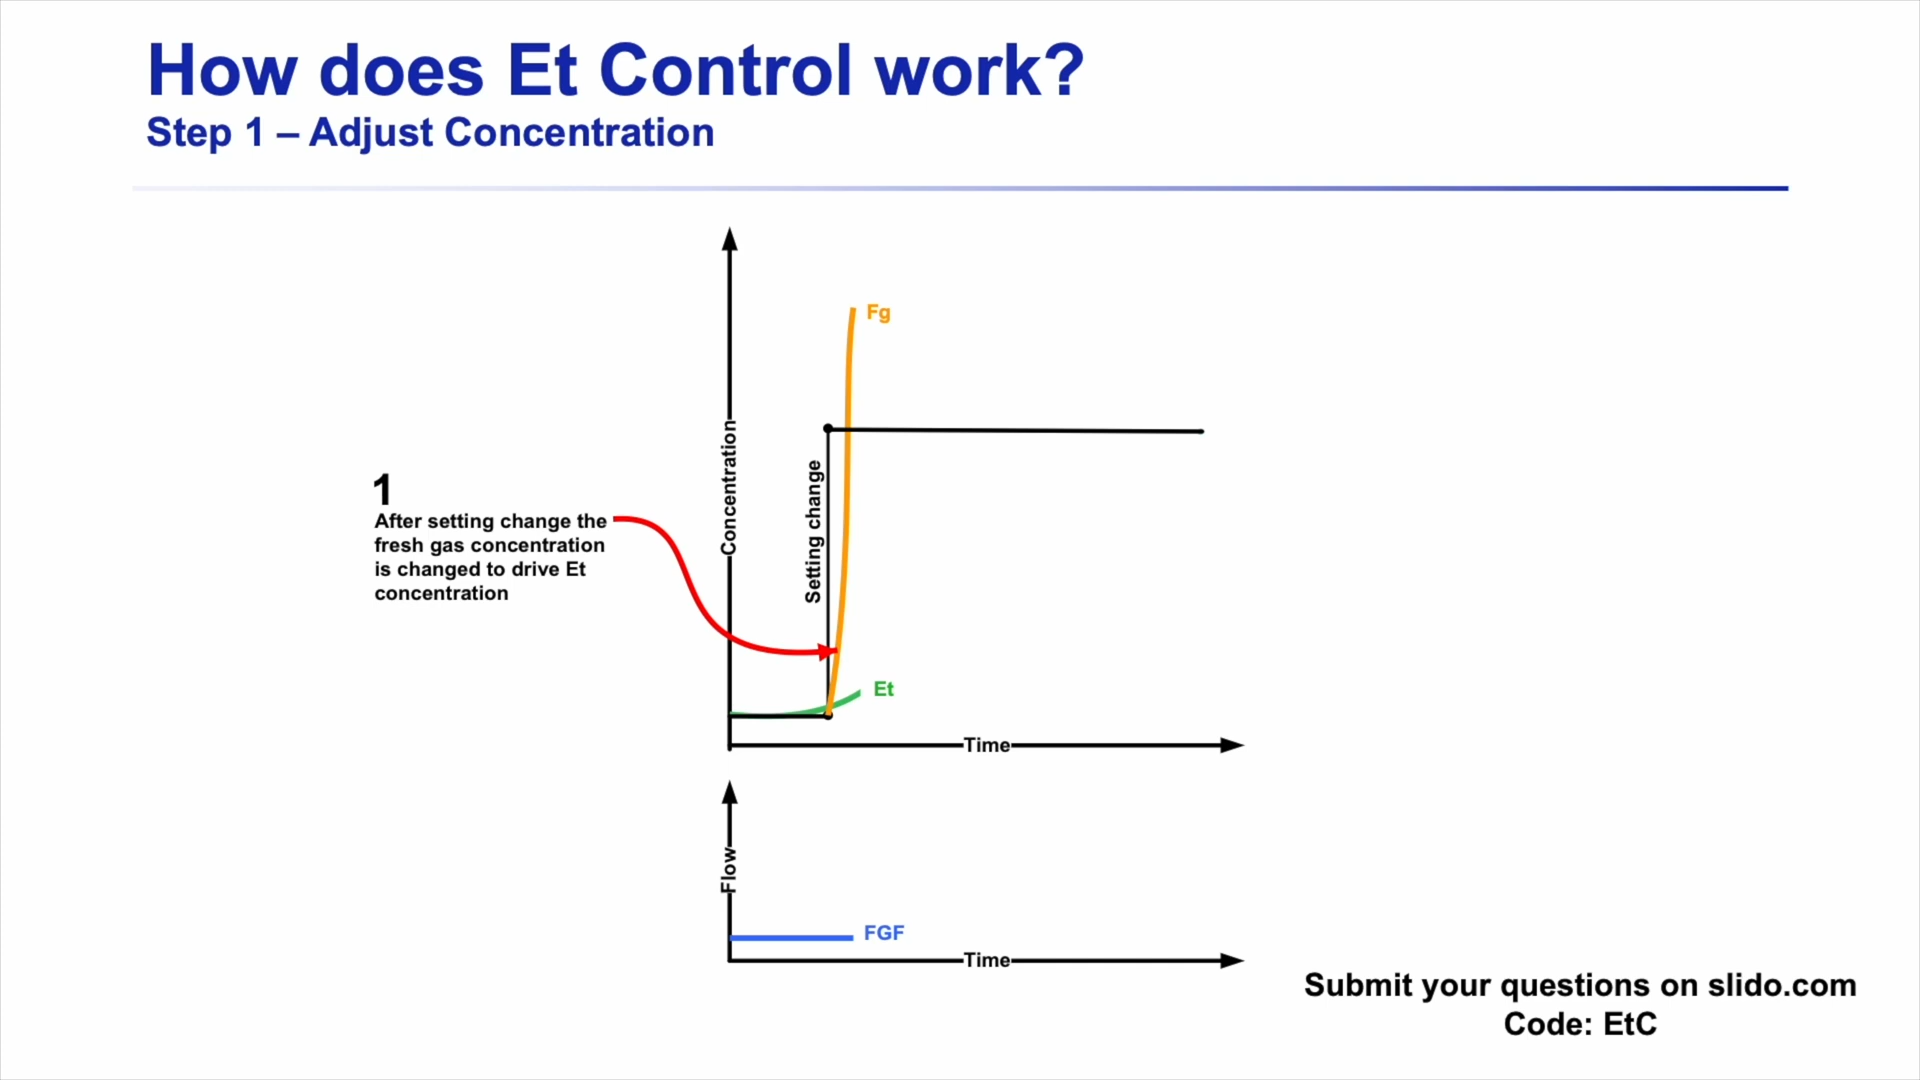 How does Et Control work?
Step 1 – Adjust Concentration
Fg
Concentration
Setting change
1
After setting change the
fresh gas concentration
is changed to drive Et
concentration
Et
Time
Flow
FGF
Time
Submit your questions on slido.com
Code: EtC